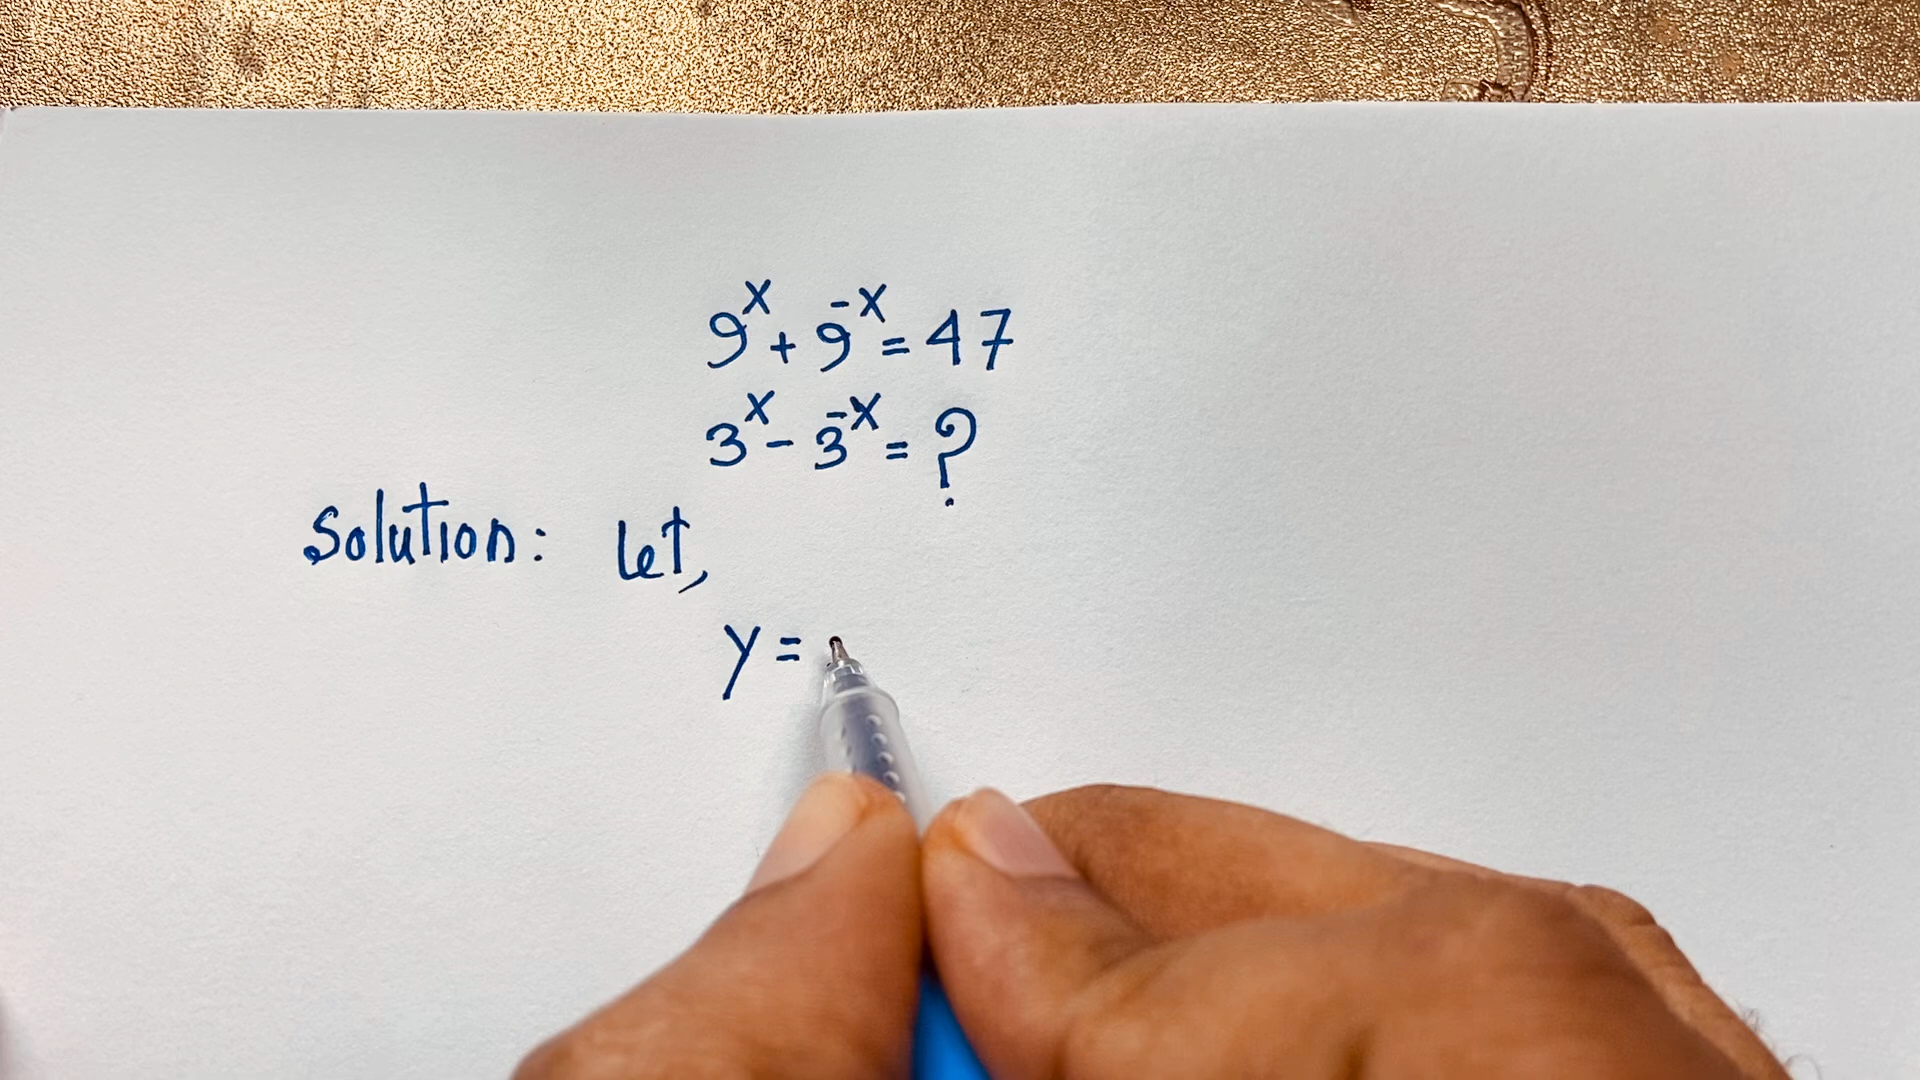 9^x + 9^-x = 47
3^x - 3^-x = ?
Solution: Let,
y =